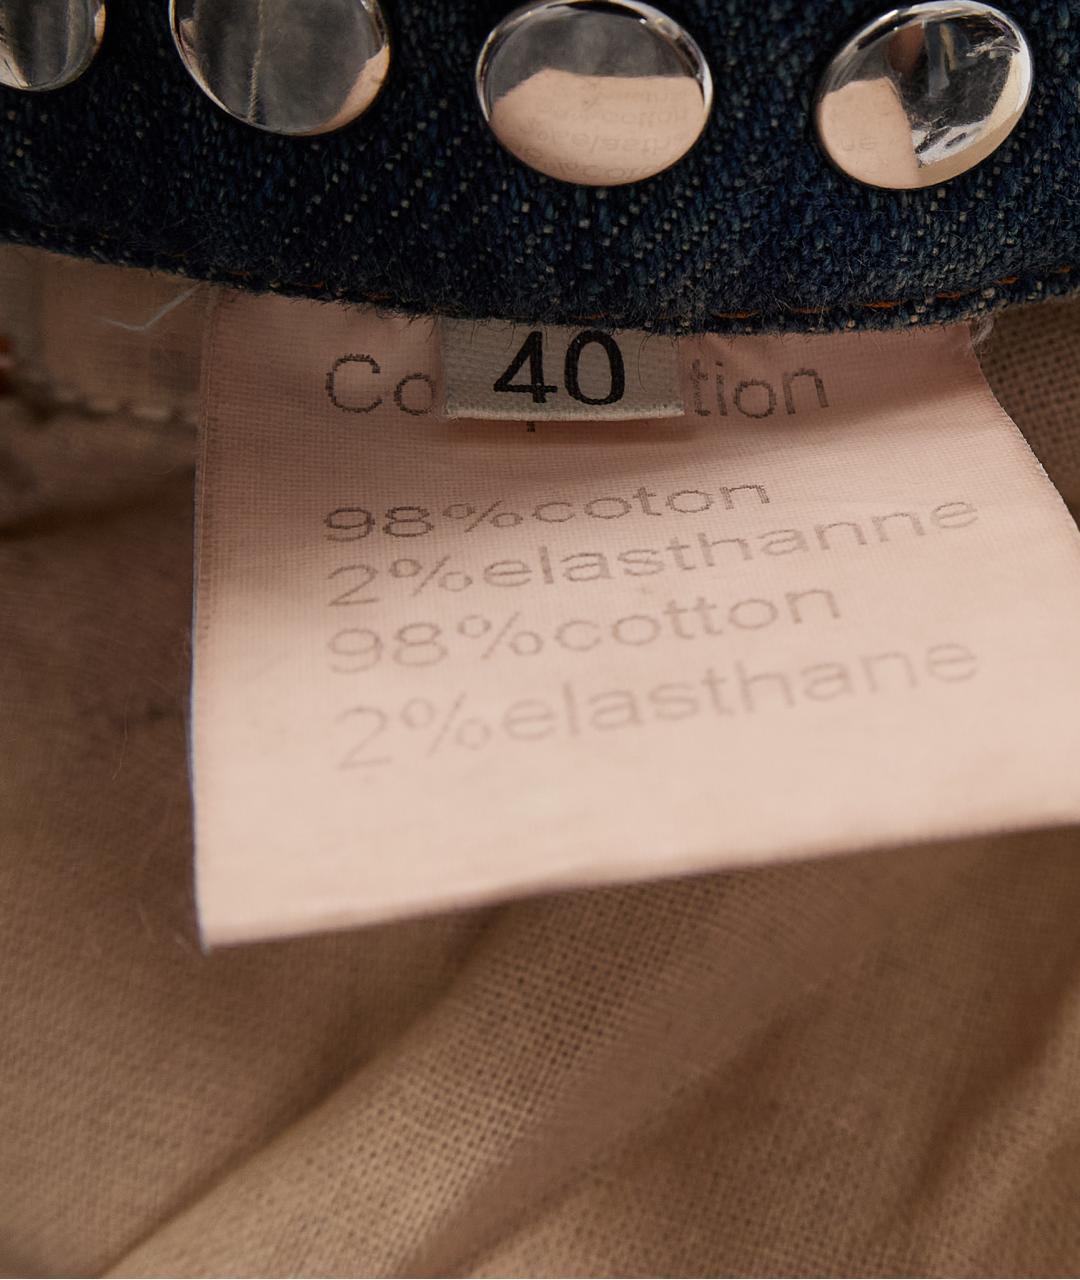 40
Co tion
98%coton
2%elasthanne
98%cotton
2%elasthane